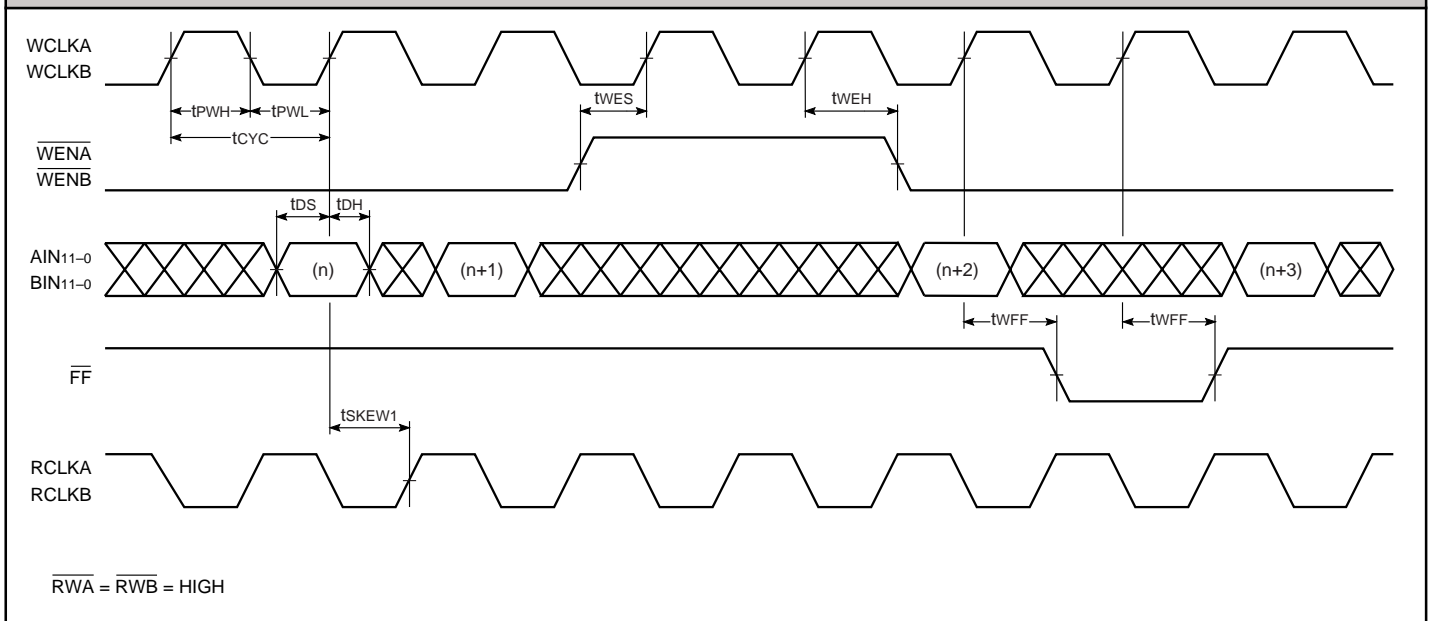 WCLKA
WCLKB
tPWH
tPWL
tCYC
tWES
tWEH
WENA
WENB
tDS
tDH
AIN11–0
BIN11–0
(n)
(n+1)
(n+2)
(n+3)
tWFF
tWFF
FF
tSKEW1
RCLKA
RCLKB
RWA = RWB = HIGH